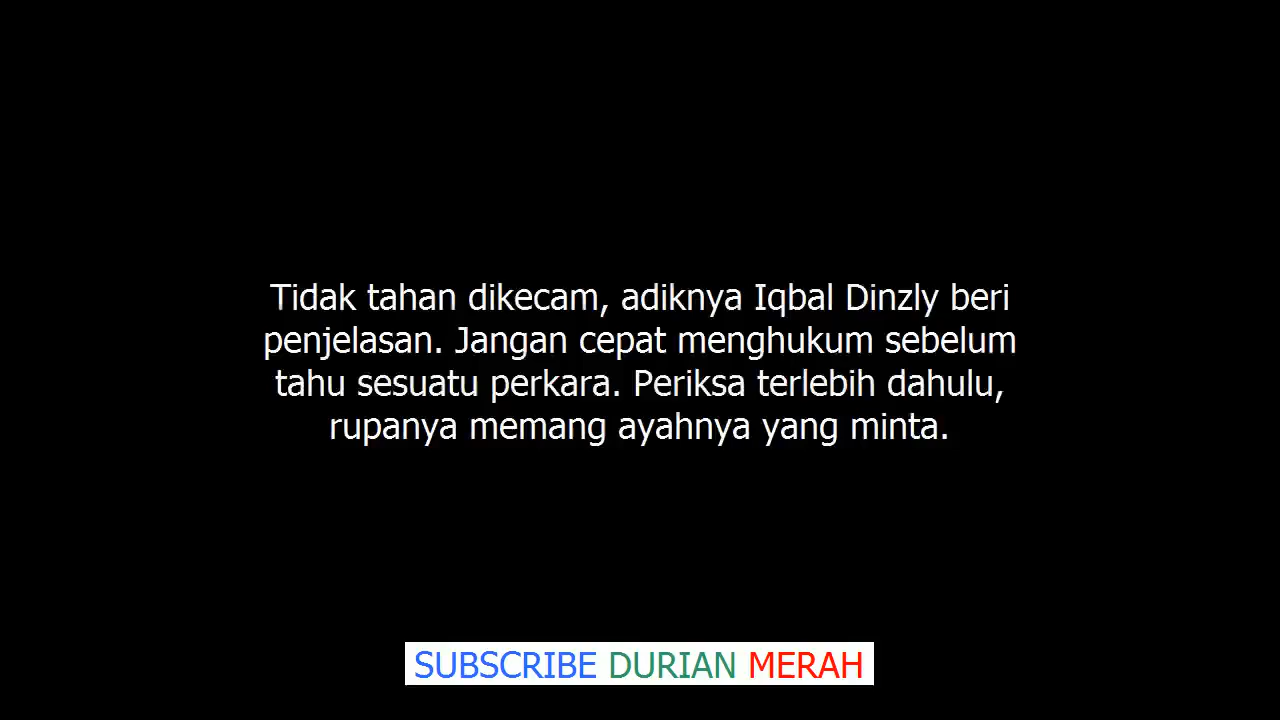 Tidak tahan dikecam, adiknya Iqbal Dinzly beri
penjelasan. Jangan cepat menghukum sebelum
tahu sesuatu perkara. Periksa terlebih dahulu,
rupanya memang ayahnya yang minta.
SUBSCRIBE DURIAN MERAH